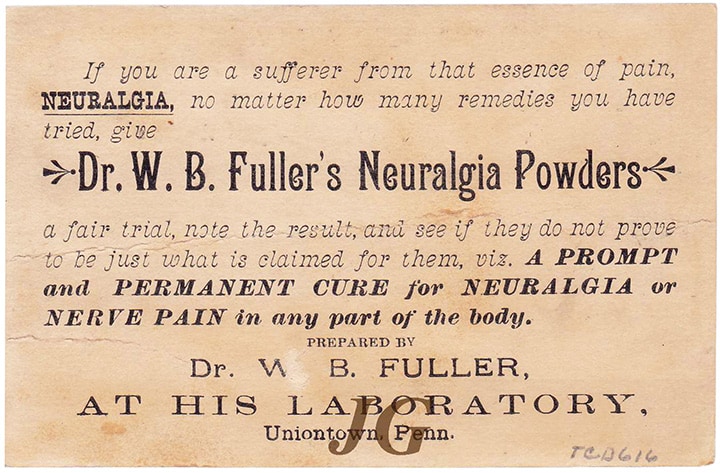 If you are a sufferer from that essence of pain,
NEURALGIA, no matter how many remedies you have
tried, give
Dr. W. B. Fuller's Neuralgia Powders
a fair trial, note the result, and see if they do not prove
to be just what is claimed for them, viz. A PROMPT
and PERMANENT CURE for NEURALGIA or
NERVE PAIN in any part of the body.
PREPARED BY
Dr. W B. FULLER,
AT HIS LABORATORY,
JG
Uniontown, Penn.
TCD616